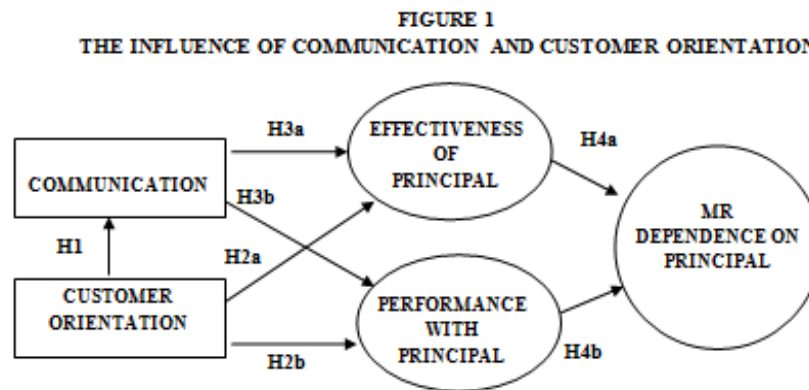 FIGURE 1
THE INFLUENCE OF COMMUNICATION AND CUSTOMER ORIENTATION
H3a
EFFECTIVENESS
OF
PRINCIPAL
H4a
COMMUNICATION
H3b
MR
DEPENDENCE ON
PRINCIPAL
H1
H2a
CUSTOMER
ORIENTATION
PERFORMANCE
WITH
PRINCIPAL
H2b
H4b